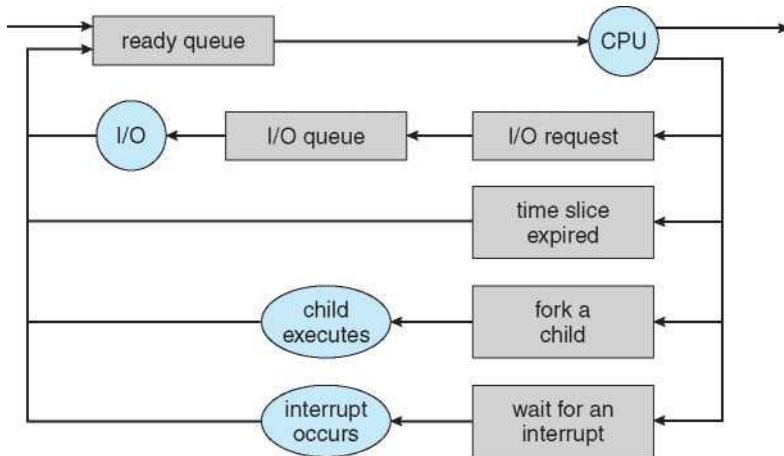 ready queue
CPU
I/O
I/O queue
I/O request
time slice
expired
child
executes
fork a
child
interrupt
occurs
wait for an
interrupt